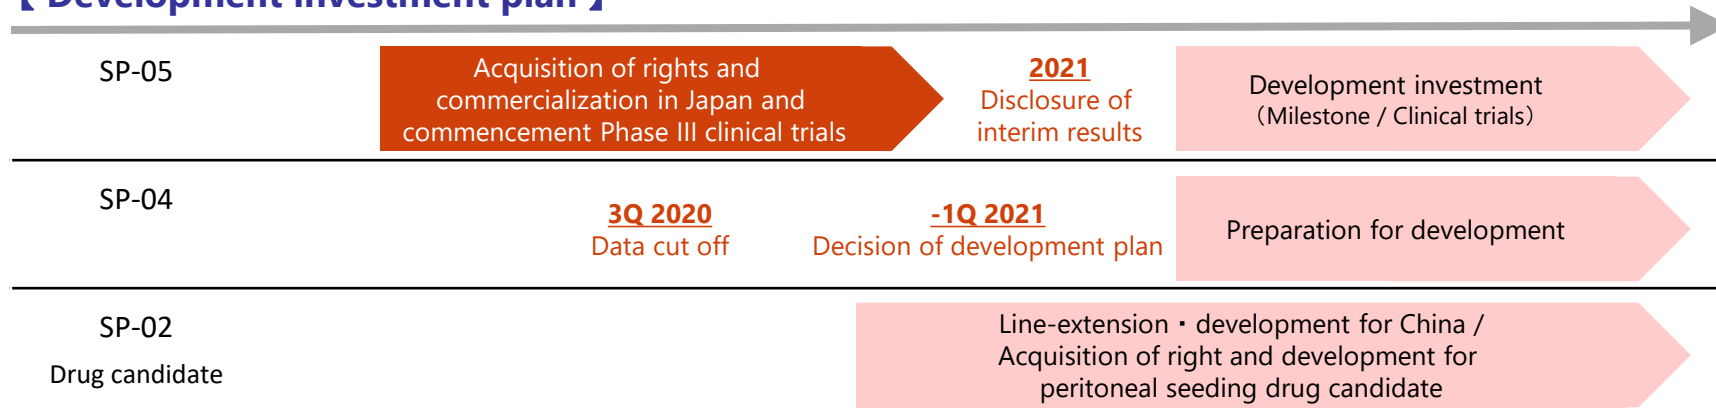 【 Development investment plan 】
SP-05
Acquisition of rights and
commercialization in Japan and
commencement Phase III clinical trials
2021
Disclosure of
interim results
Development investment
（Milestone / Clinical trials）
SP-04
3Q 2020
Data cut off
-1Q 2021
Decision of development plan
Preparation for development
SP-02
Drug candidate
Line-extension・development for China /
Acquisition of right and development for
peritoneal seeding drug candidate